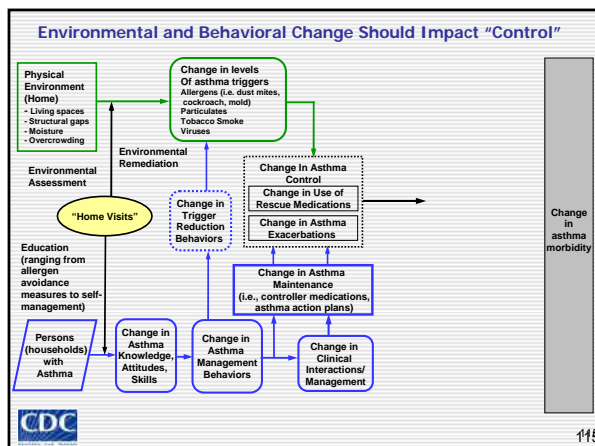 Environmental and Behavioral Change Should Impact "Control"
Physical
Environment
(Home)
- Living spaces
- Structural gaps
- Moisture
- Overcrowding
Change in levels
Of asthma triggers
Allergens (i.e. dust mites,
cockroach, mold)
Particulates
Tobacco Smoke
Viruses
Environmental
Remediation
Environmental
Assessment
"Home Visits"
Change in
Trigger
Reduction
Behaviors
Change In Asthma
Control
Change in Use of
Rescue Medications
Change in Asthma
Exacerbations
Change
in
asthma
morbidity
Education
(ranging from
allergen
avoidance
measures to self-
management)
Change in Asthma
Maintenance
(i.e., controller medications,
asthma action plans)
Persons
(households)
with
Asthma
Change in
Asthma
Knowledge,
Attitudes,
Skills
Change in
Asthma
Management
Behaviors
Change in
Clinical
Interactions/
Management
CDC